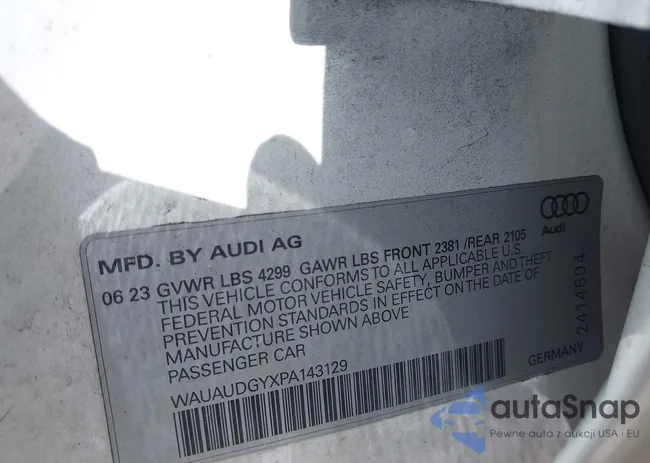 MFD. BY AUDI AG
Audi
06 23 GVWR LBS 4299 GAWR LBS FRONT 2381 /REAR 2105
THIS VEHICLE CONFORMS TO ALL APPLICABLE U.S.
FEDERAL MOTOR VEHICLE SAFETY, BUMPER AND THEFT
PREVENTION STANDARDS IN EFFECT ON THE DATE OF
MANUFACTURE SHOWN ABOVE
PASSENGER CAR
2414604
WAUAUDGYXPA143129
GERMANY
autaSnap
Pewne auta z aukcji USA i EU